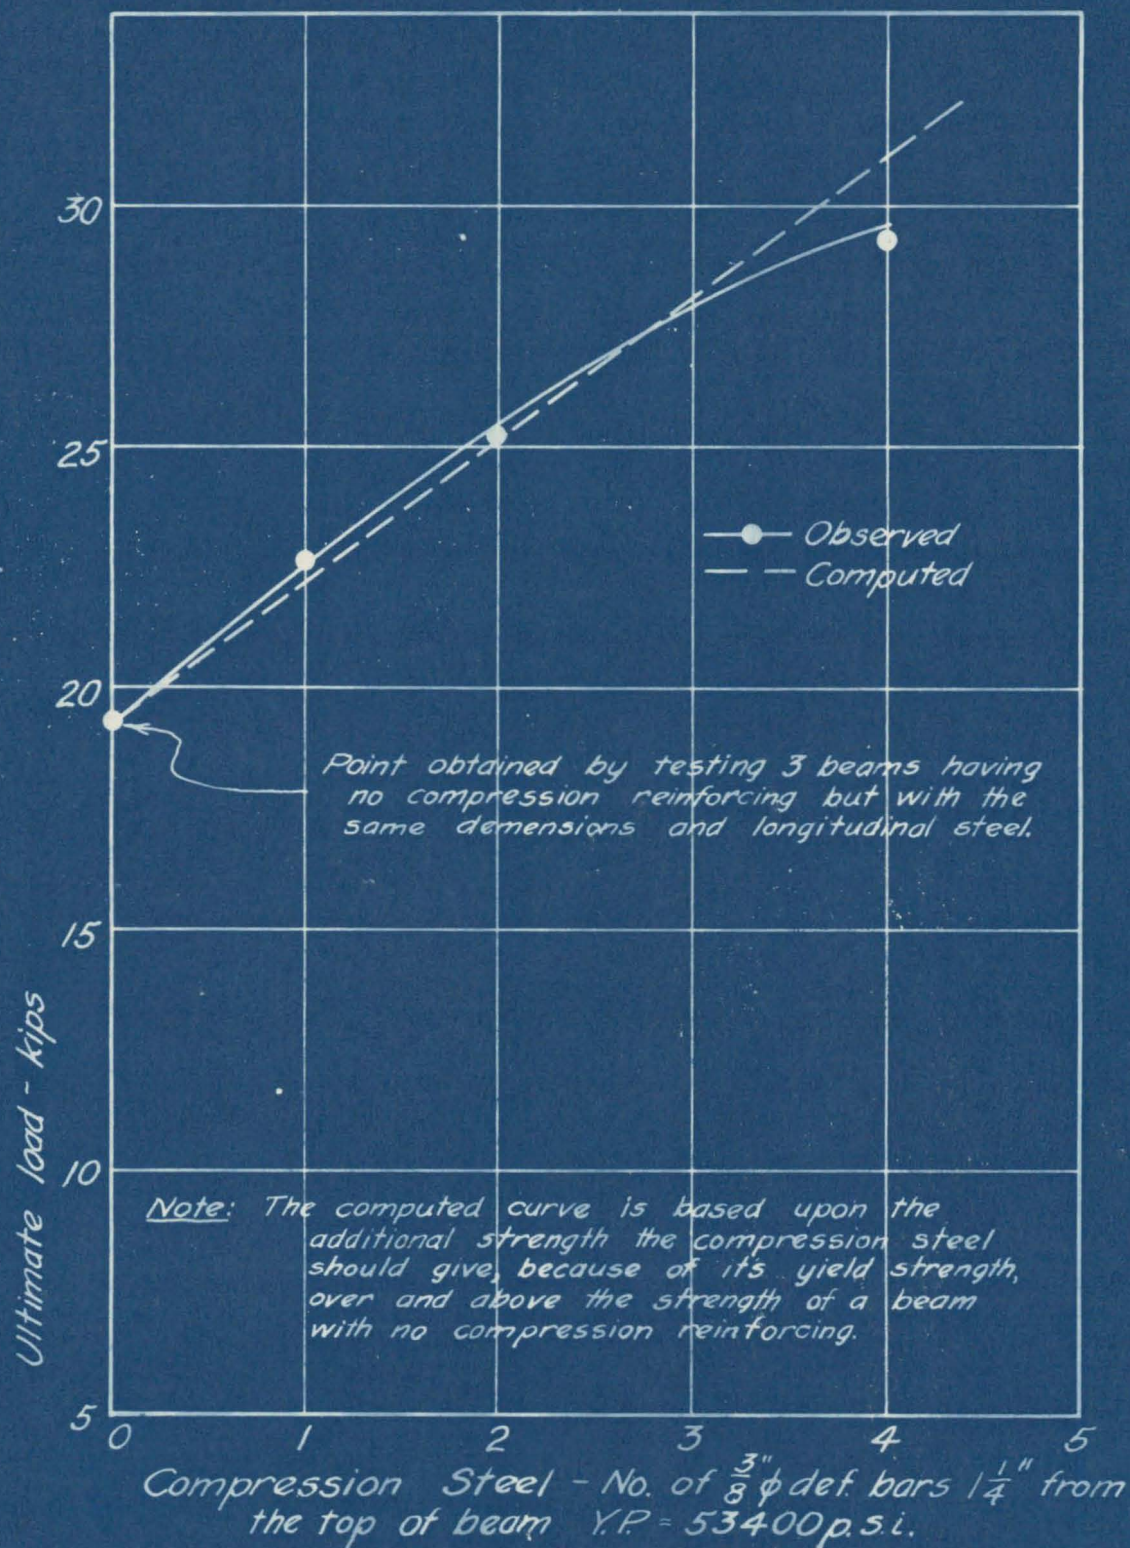 30
25
Observed
Computed
20
Point obtained by testing 3 beams having
no compression reinforcing but with the
same demensions and longitudinal steel.
15
Ultimate load - kips
10
Note: The computed curve is based upon the
additional strength the compression steel
should give, because of its yield strength,
over and above the strength of a beam
with no compression reinforcing.
5
0 1 2 3 4 5
Compression Steel - No. of 3/8" ϕ def. bars 1 1/4" from
the top of beam Y.P. = 53400 p.s.i.